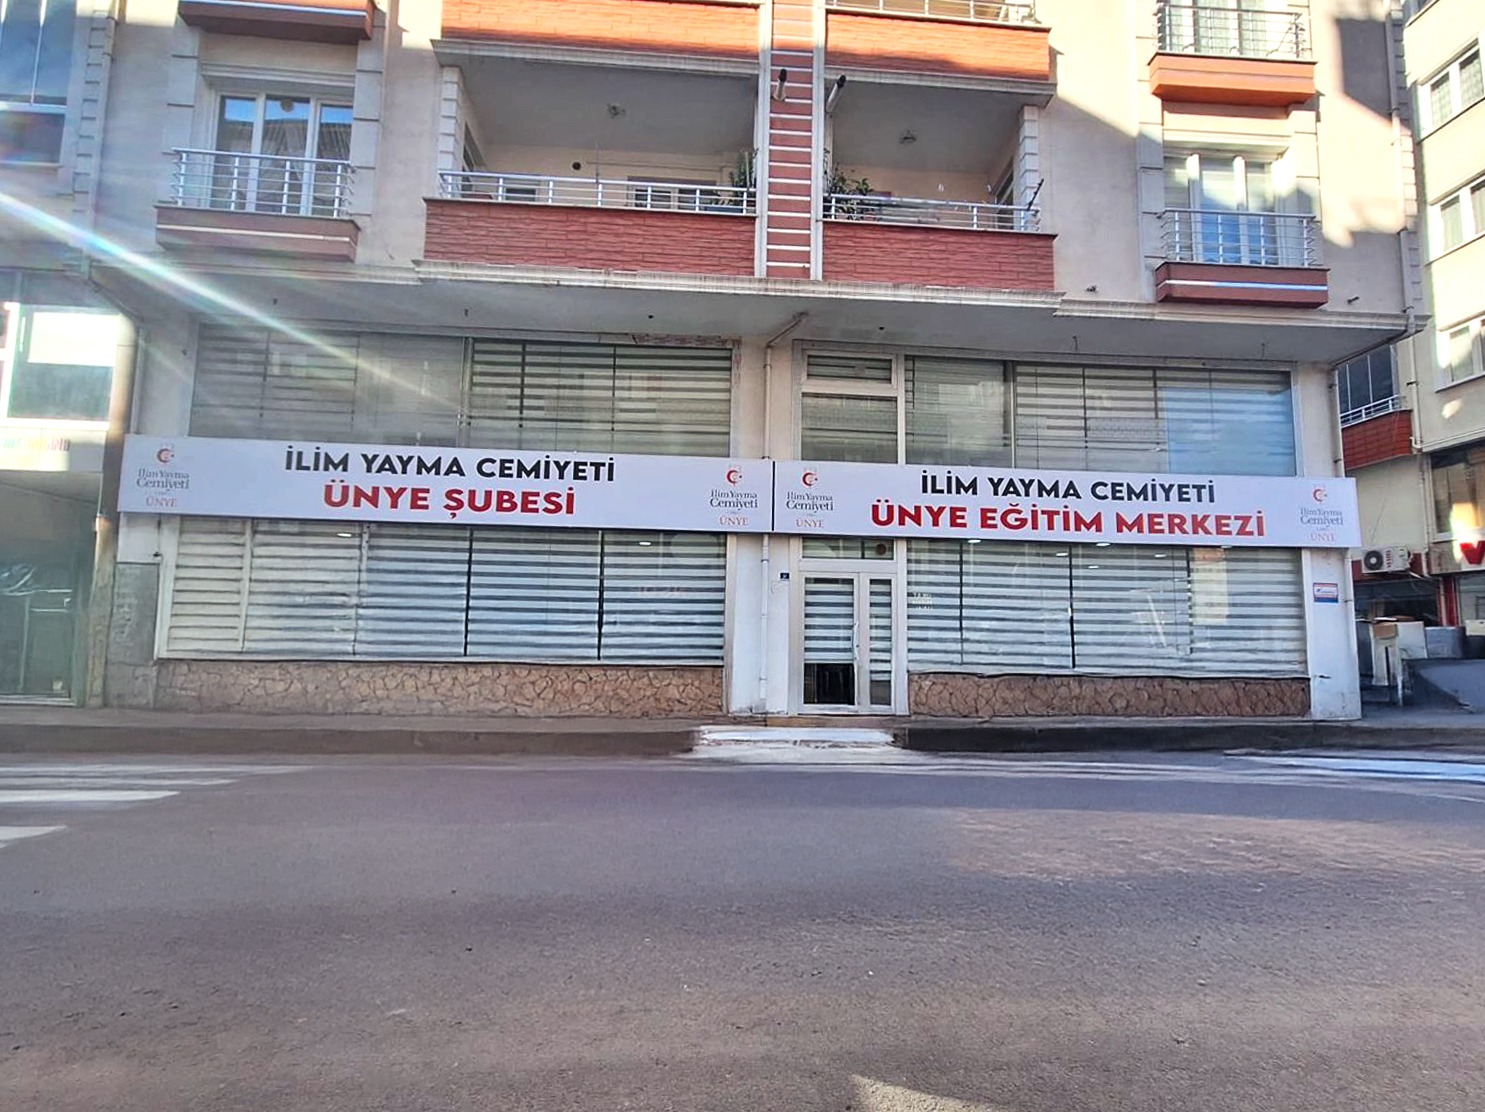 İLİM YAYMA CEMİYETİ
ÜNYE ŞUBESİ
İlim Yayma
Cemiyeti
ÜNYE
İlim Yayma
Cemiyeti
ÜNYE
İLİM YAYMA CEMİYETİ
ÜNYE EĞİTİM MERKEZİ
İlim Yayma
Cemiyeti
ÜNYE
İlim Yayma
Cemiyeti
ÜNYE